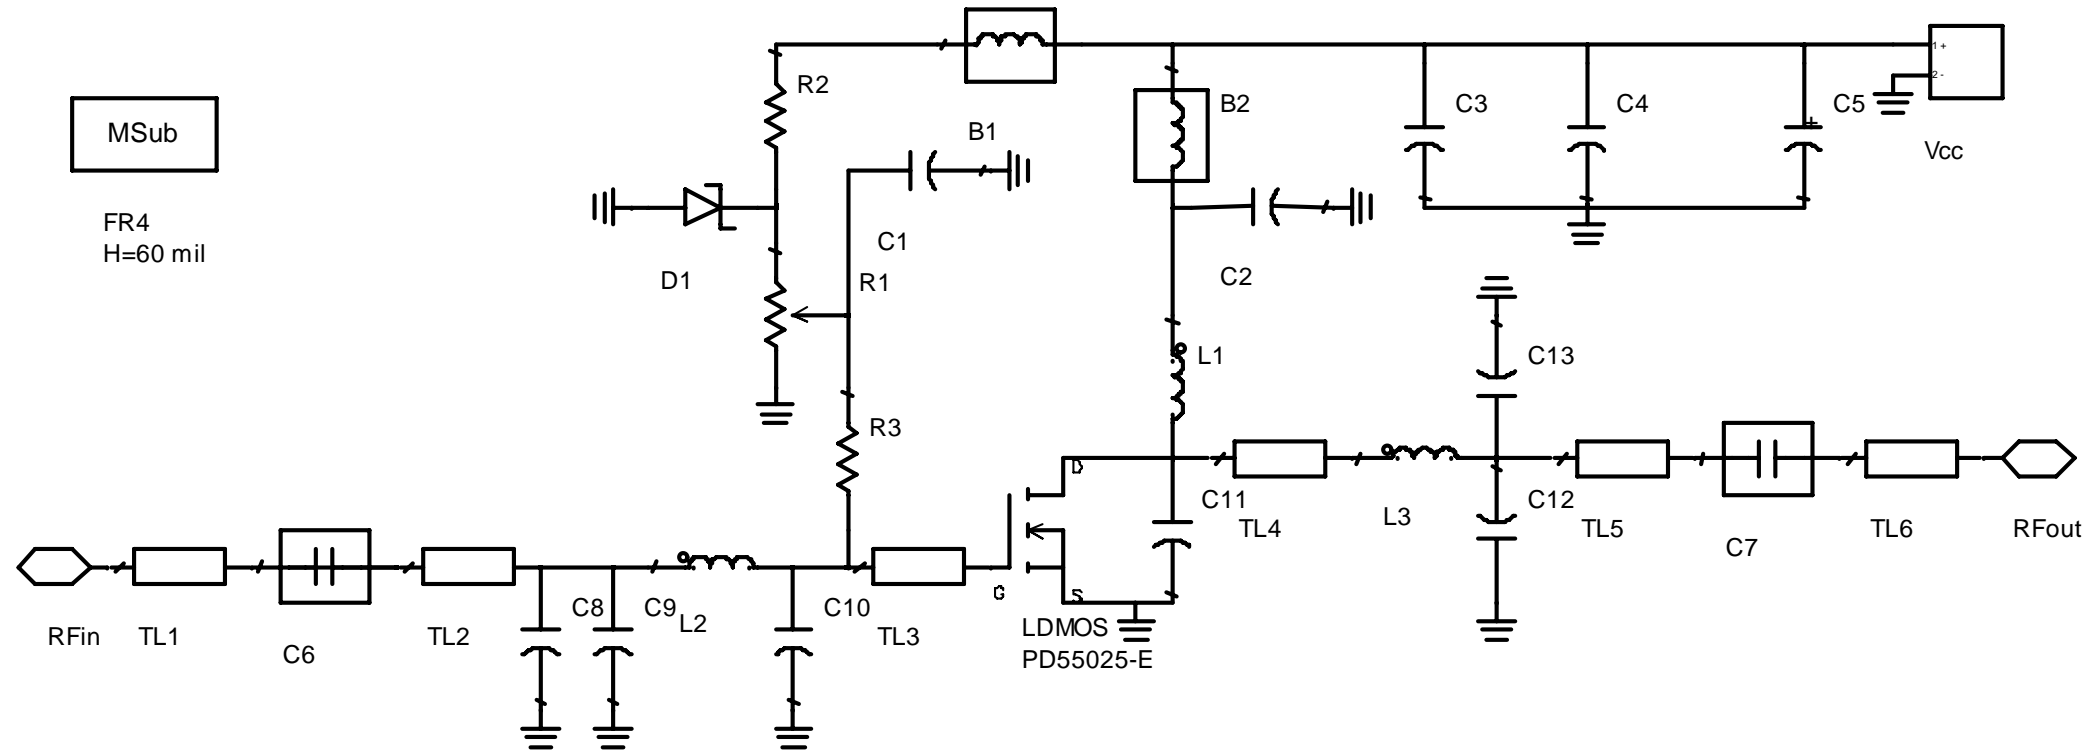 R2
B1
B2
C3
C4
C5
+
1 +
2 -
Vcc
MSub
FR4
H=60 mil
D1
C1
R1
C2
L1
C13
R3
D
C11
TL4
L3
C12
TL5
C7
TL6
RFout
G
S
LDMOS
PD55025-E
RFin
TL1
C6
TL2
C8
C9
L2
C10
TL3